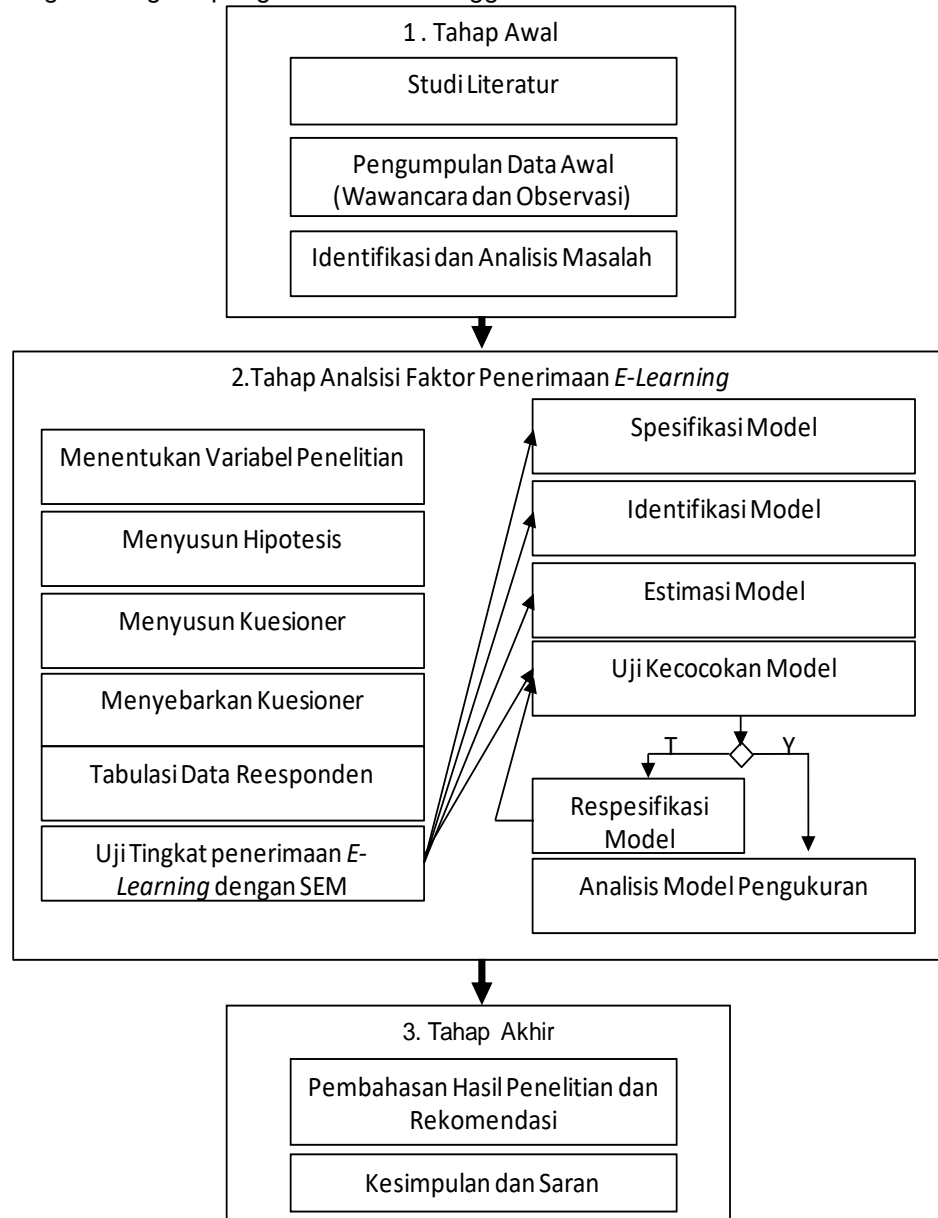 1 . Tahap Awal
Studi Literatur
Pengumpulan Data Awal
(Wawancara dan Observasi)
Identifikasi dan Analisis Masalah
2.Tahap Analsisi Faktor Penerimaan E-Learning
Menentukan Variabel Penelitian
Menyusun Hipotesis
Menyusun Kuesioner
Menyebarkan Kuesioner
Tabulasi Data Reesponden
Uji Tingkat penerimaan E-
Learning dengan SEM
Spesifikasi Model
Identifikasi Model
Estimasi Model
Uji Kecocokan Model
T
Y
Respesifikasi
Model
Analisis Model Pengukuran
3. Tahap Akhir
Pembahasan Hasil Penelitian dan
Rekomendasi
Kesimpulan dan Saran